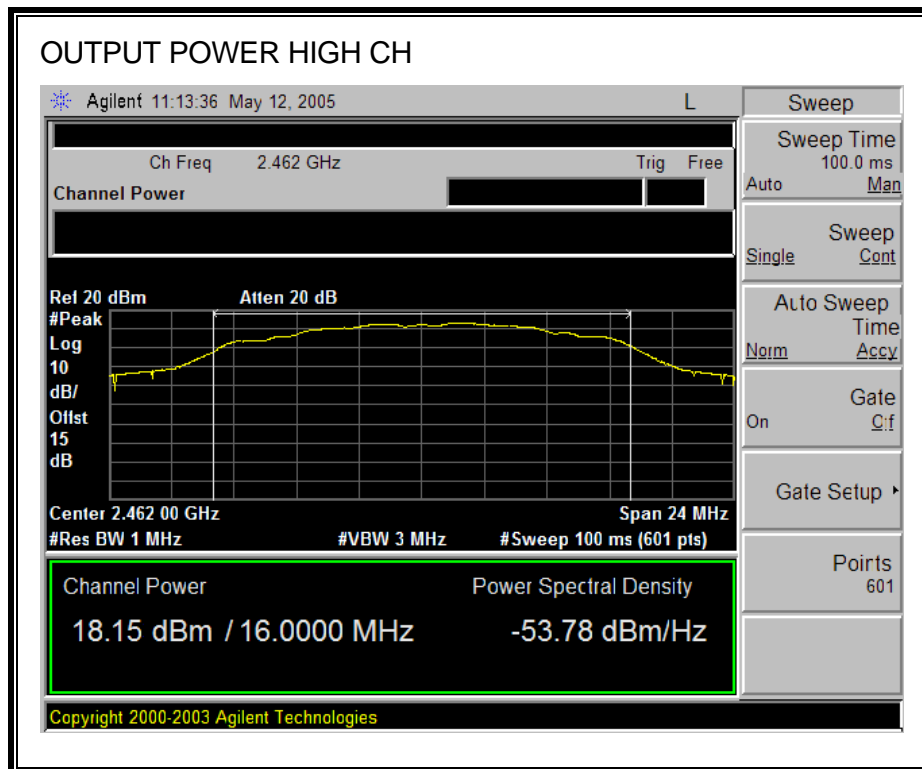 OUTPUT POWER HIGH CH
Agilent 11:13:36 May 12, 2005 L
Sweep
Ch Freq 2.462 GHz Trig Free
Channel Power
Sweep Time
100.0 ms
Auto Man
Sweep
Single Cont
Ref 20 dBm Atten 20 dB
#Peak
Log
10
dB/
Offst
15
dB
Auto Sweep
Time
Norm Accy
Gate
On Off
Gate Setup
Center 2.462 00 GHz Span 24 MHz
#Res BW 1 MHz #VBW 3 MHz #Sweep 100 ms (601 pts)
Points
601
Channel Power Power Spectral Density
18.15 dBm / 16.0000 MHz -53.78 dBm/Hz
Copyright 2000-2003 Agilent Technologies